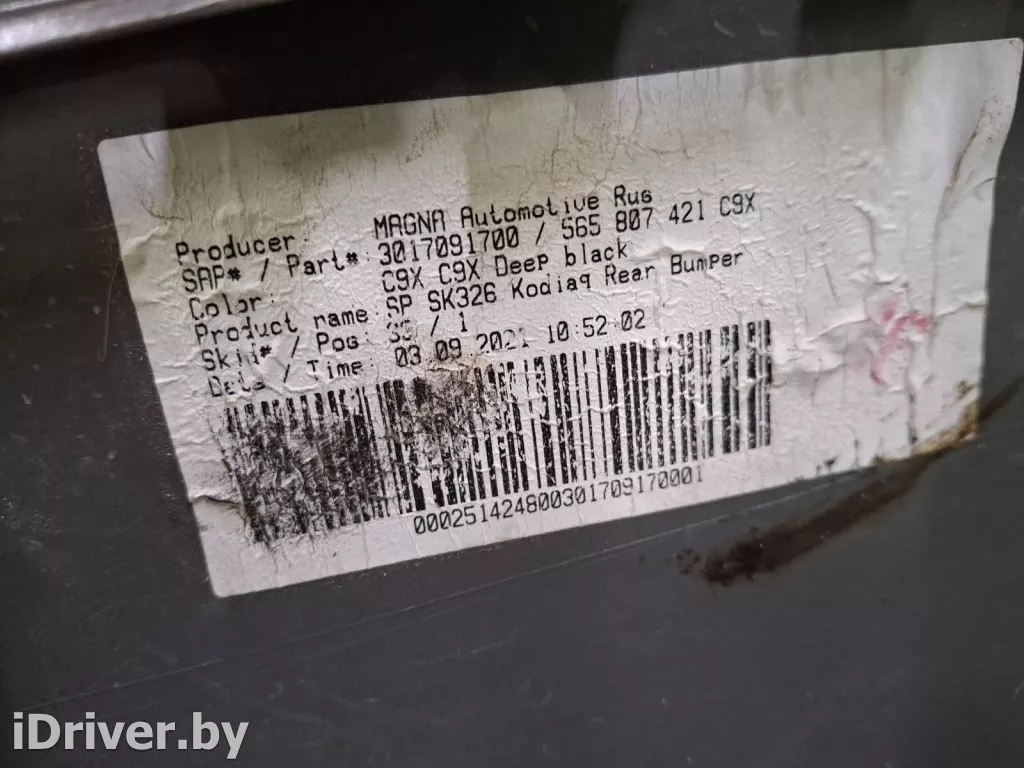 Producer: MAGNA Automotive Rus
SAP# / Part#: 3017091700 / 565 807 421 C9X
Color: C9X C9X Deep black
Product name: SP SK326 Kodiaq Rear Bumper
Skid# / Pos: / 1
Date / Time: 03 09 2021 10:52:02
000251424800301709170001
iDriver.by